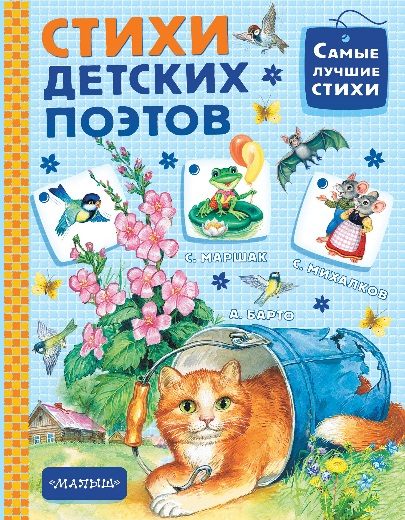 СТИХИ
ДЕТСКИХ
ПОЭТОВ
САМЫЕ
ЛУЧШИЕ
СТИХИ
С. МАРШАК
С. МИХАЛКОВ
А. БАРТО
«МАЛЫШ»